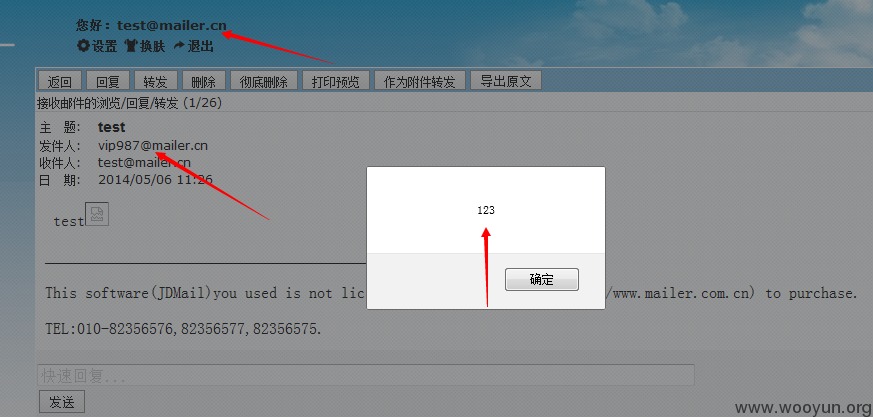 您好：test@mailer.cn
设置 换肤 退出
返回 回复 转发 删除 彻底删除 打印预览 作为附件转发 导出原文
接收邮件的浏览/回复/转发 (1/26)
主 题： test
发件人： vip987@mailer.cn
收件人： test@mailer.cn
日 期： 2014/05/06 11:26
test
123
确定
This software(JDMail)you used is not lic /www.mailer.com.cn) to purchase.
TEL:010-82356576,82356577,82356575.
快速回复...
发送
www.wooyun.org